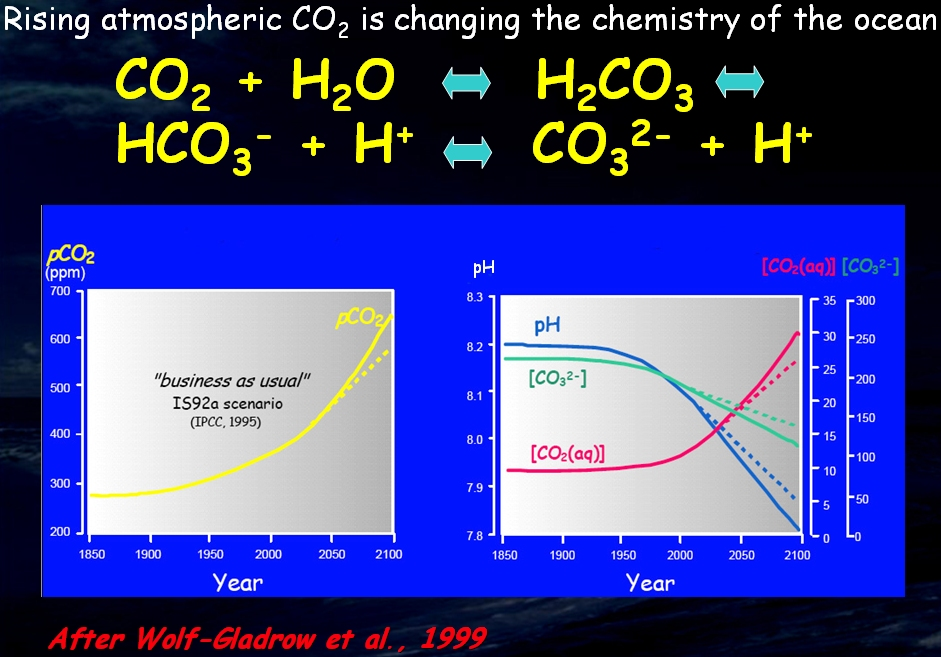 Rising atmospheric CO₂ is changing the chemistry of the ocean
CO₂ + H₂O ⇔ H₂CO₃ ⇔
HCO₃⁻ + H⁺ ⇔ CO₃²⁻ + H⁺
pCO₂
(ppm)
700
600
500
400
300
200
pCO₂
"business as usual"
IS92a scenario
(IPCC, 1995)
1850 1900 1950 2000 2050 2100
Year
pH
[CO₂(aq)] [CO₃²⁻]
8.3
8.2
8.1
8.0
7.9
7.8
pH
[CO₃²⁻]
[CO₂(aq)]
35 300
30 250
25 200
20 150
15 100
10 50
5 0
0
1850 1900 1950 2000 2050 2100
Year
After Wolf-Gladrow et al., 1999